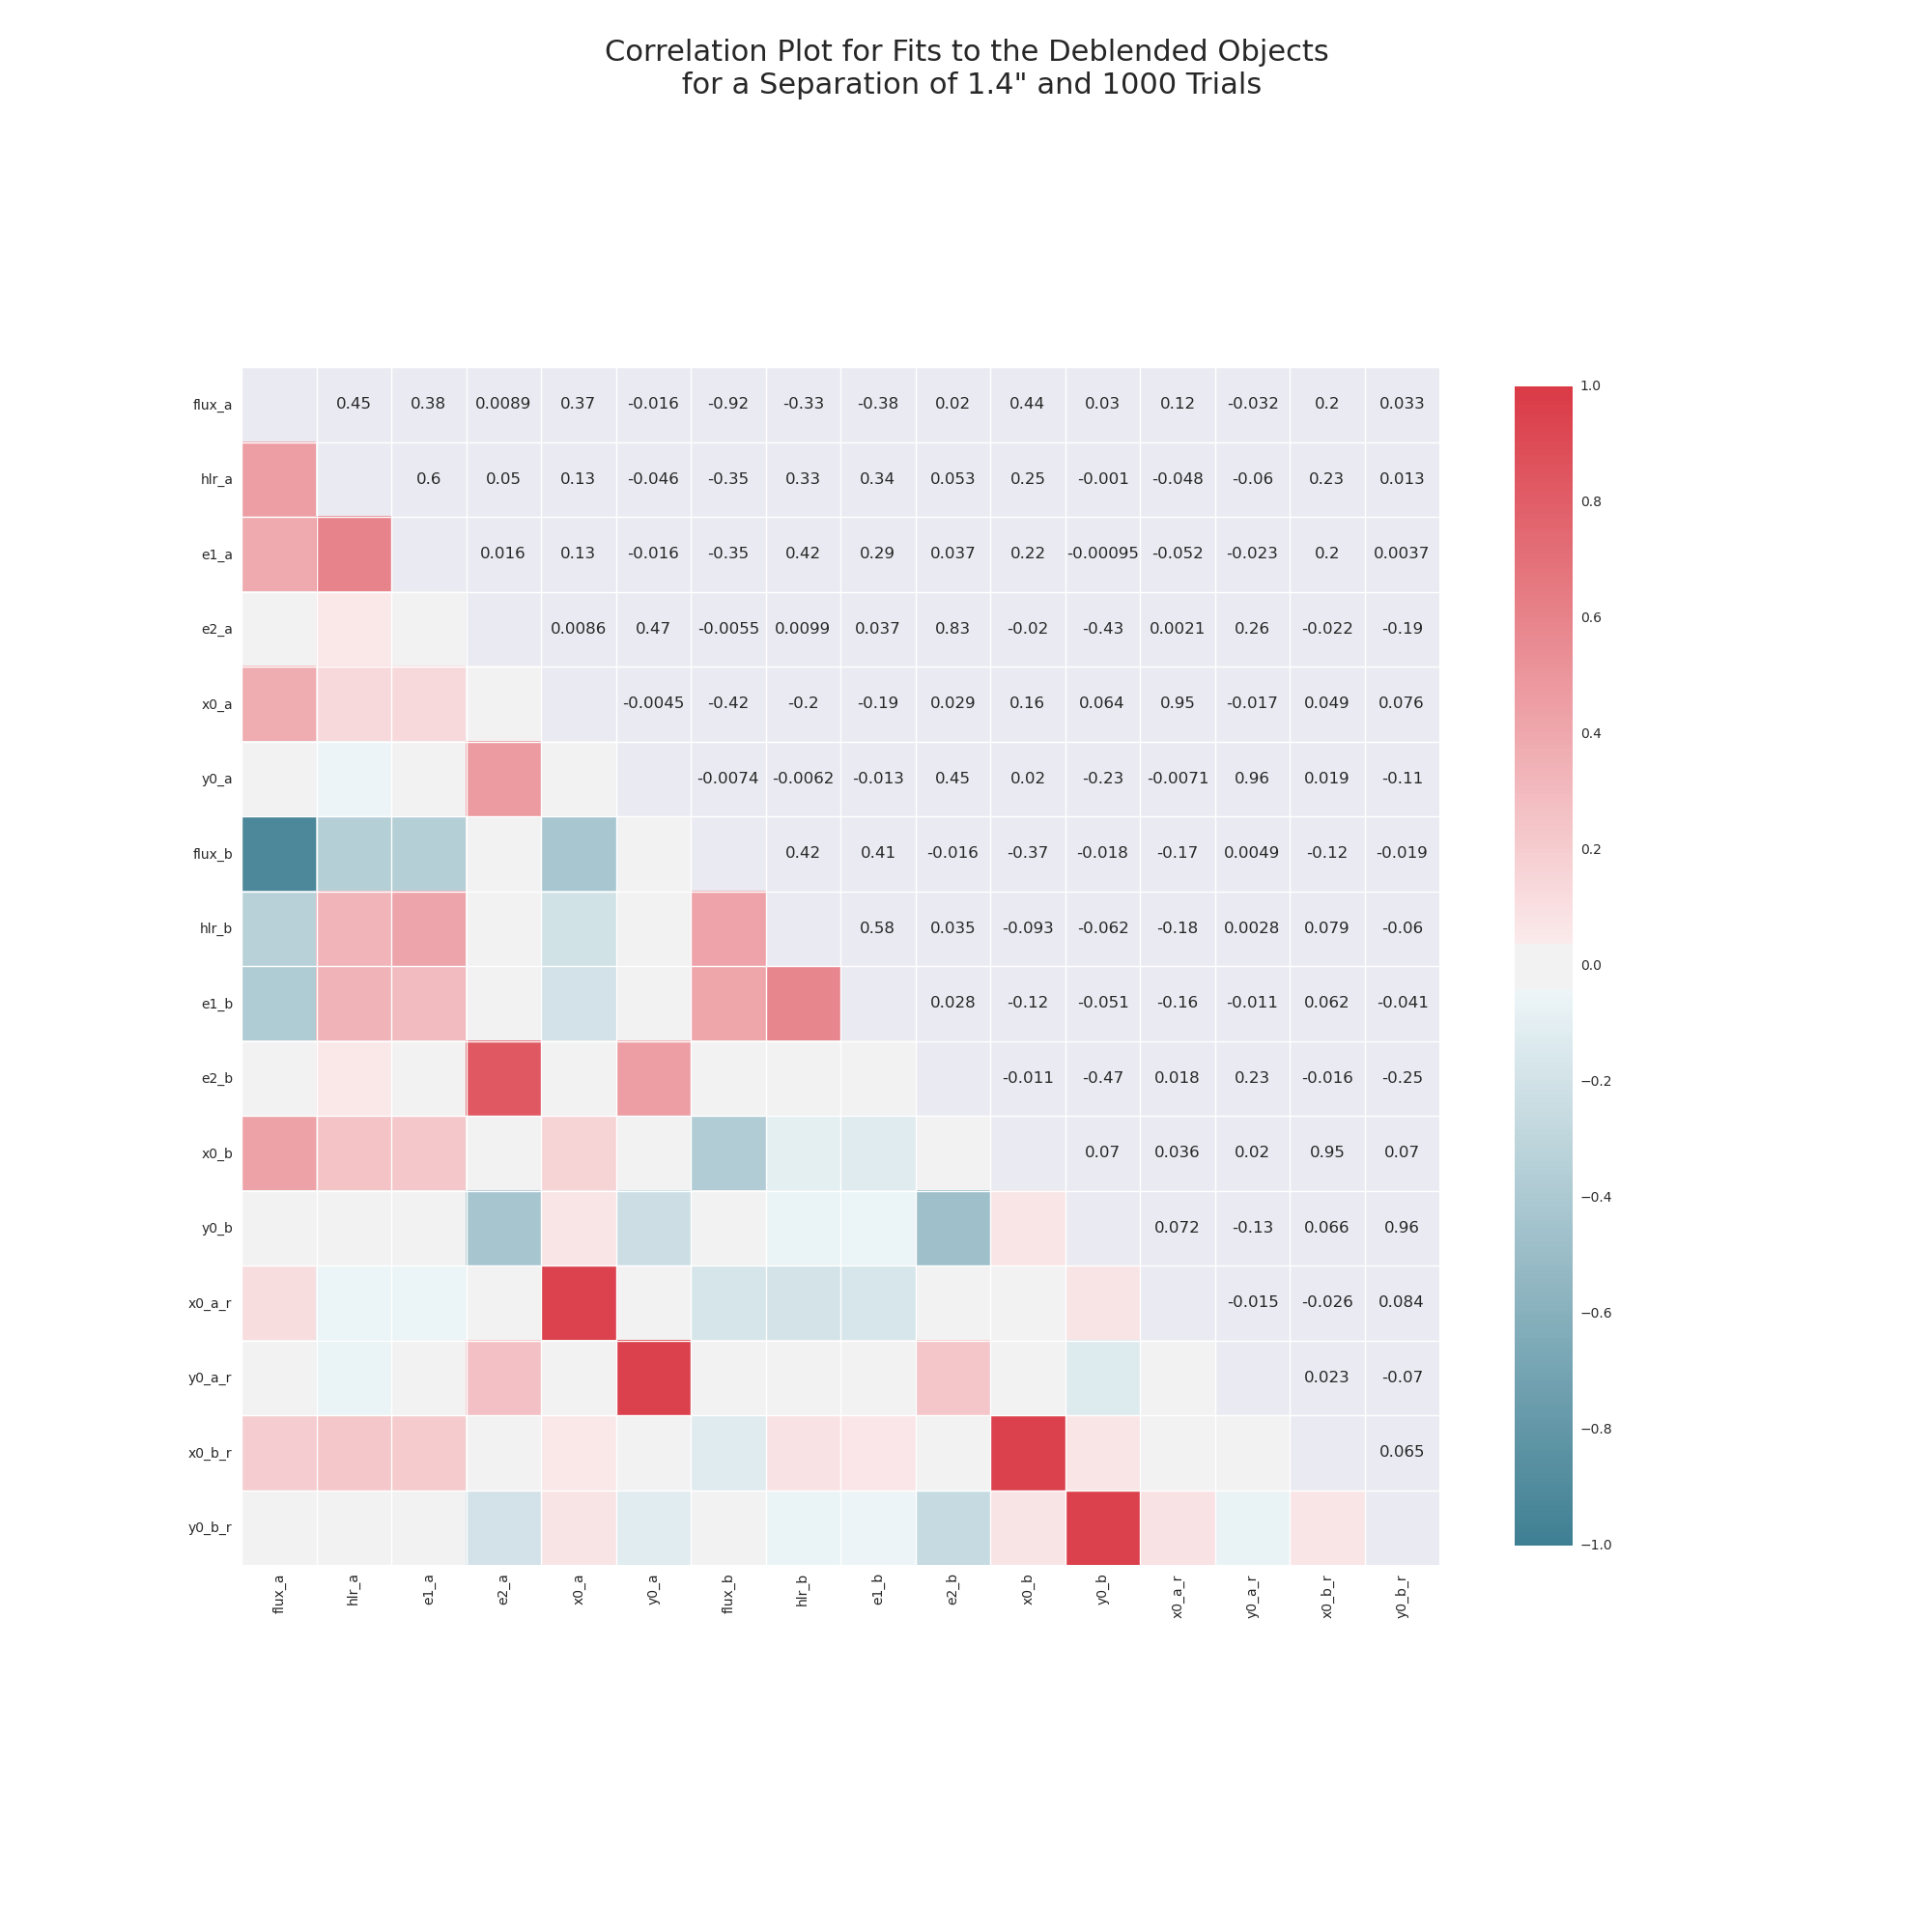 Correlation Plot for Fits to the Deblended Objects
for a Separation of 1.4" and 1000 Trials
flux_a 0.45 0.38 0.0089 0.37 -0.016 -0.92 -0.33 -0.38 0.02 0.44 0.03 0.12 -0.032 0.2 0.033
hlr_a 0.6 0.05 0.13 -0.046 -0.35 0.33 0.34 0.053 0.25 -0.001 -0.048 -0.06 0.23 0.013
e1_a 0.016 0.13 -0.016 -0.35 0.42 0.29 0.037 0.22 -0.00095 -0.052 -0.023 0.2 0.0037
e2_a 0.0086 0.47 -0.0055 0.0099 0.037 0.83 -0.02 -0.43 0.0021 0.26 -0.022 -0.19
x0_a -0.0045 -0.42 -0.2 -0.19 0.029 0.16 0.064 0.95 -0.017 0.049 0.076
y0_a -0.0074 -0.0062 -0.013 0.45 0.02 -0.23 -0.0071 0.96 0.019 -0.11
flux_b 0.42 0.41 -0.016 -0.37 -0.018 -0.17 0.0049 -0.12 -0.019
hlr_b 0.58 0.035 -0.093 -0.062 -0.18 0.0028 0.079 -0.06
e1_b 0.028 -0.12 -0.051 -0.16 -0.011 0.062 -0.041
e2_b -0.011 -0.47 0.018 0.23 -0.016 -0.25
x0_b 0.07 0.036 0.02 0.95 0.07
y0_b 0.072 -0.13 0.066 0.96
x0_a_r -0.015 -0.026 0.084
y0_a_r 0.023 -0.07
x0_b_r 0.065
y0_b_r
flux_a hlr_a e1_a e2_a x0_a y0_a flux_b hlr_b e1_b e2_b x0_b y0_b x0_a_r y0_a_r x0_b_r y0_b_r
1.0
0.8
0.6
0.4
0.2
0.0
−0.2
−0.4
−0.6
−0.8
−1.0